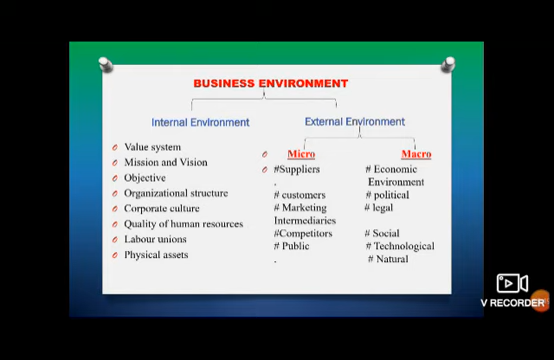 BUSINESS ENVIRONMENT
Internal Environment
Value system
Mission and Vision
Objective
Organizational structure
Corporate culture
Quality of human resources
Labour unions
Physical assets
External Environment
Micro
#Suppliers
.
# customers
# Marketing
Intermediaries
#Competitors
# Public
.
Macro
# Economic
Environment
# political
# legal
# Social
# Technological
# Natural
V RECORDER